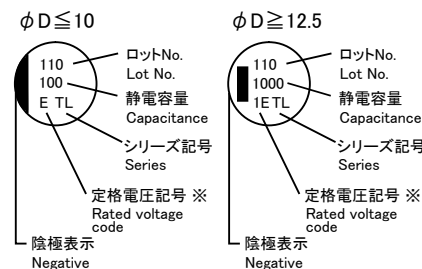 φD≦10
110
100
E TL
ロットNo.
Lot No.
静電容量
Capacitance
シリーズ記号
Series
定格電圧記号 ※
Rated voltage
code
陰極表示
Negative
φD≧12.5
110
1000
1E TL
ロットNo.
Lot No.
静電容量
Capacitance
シリーズ記号
Series
定格電圧記号 ※
Rated voltage
code
陰極表示
Negative